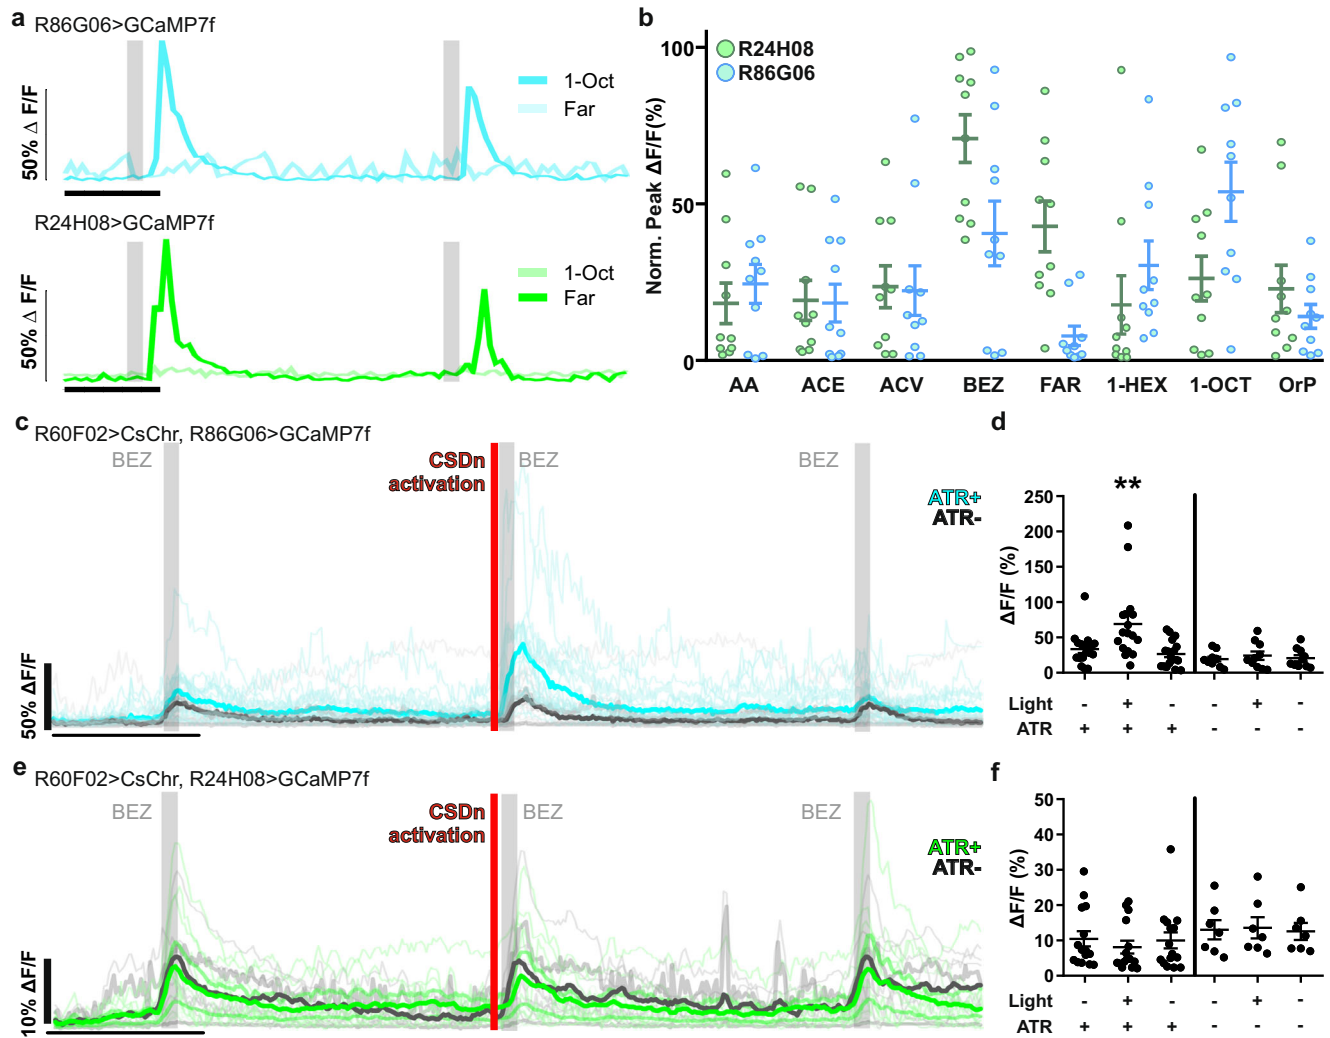 a
R86G06>GCaMP7f
50% Δ F/F
1-Oct
Far
R24H08>GCaMP7f
50% Δ F/F
1-Oct
Far
b
Norm. Peak ΔF/F(%)
100
50
0
R24H08
R86G06
AA ACE ACV BEZ FAR 1-HEX 1-OCT OrP
c
R60F02>CsChr, R86G06>GCaMP7f
BEZ
CSDn
activation
BEZ
BEZ
ATR+
ATR-
50% ΔF/F
d
**
ΔF/F (%)
250
200
150
100
50
0
Light - + - - + -
ATR + + + - - -
e
R60F02>CsChr, R24H08>GCaMP7f
BEZ
CSDn
activation
BEZ
BEZ
ATR+
ATR-
10% ΔF/F
f
ΔF/F (%)
50
40
30
20
10
0
Light - + - - + -
ATR + + + - - -